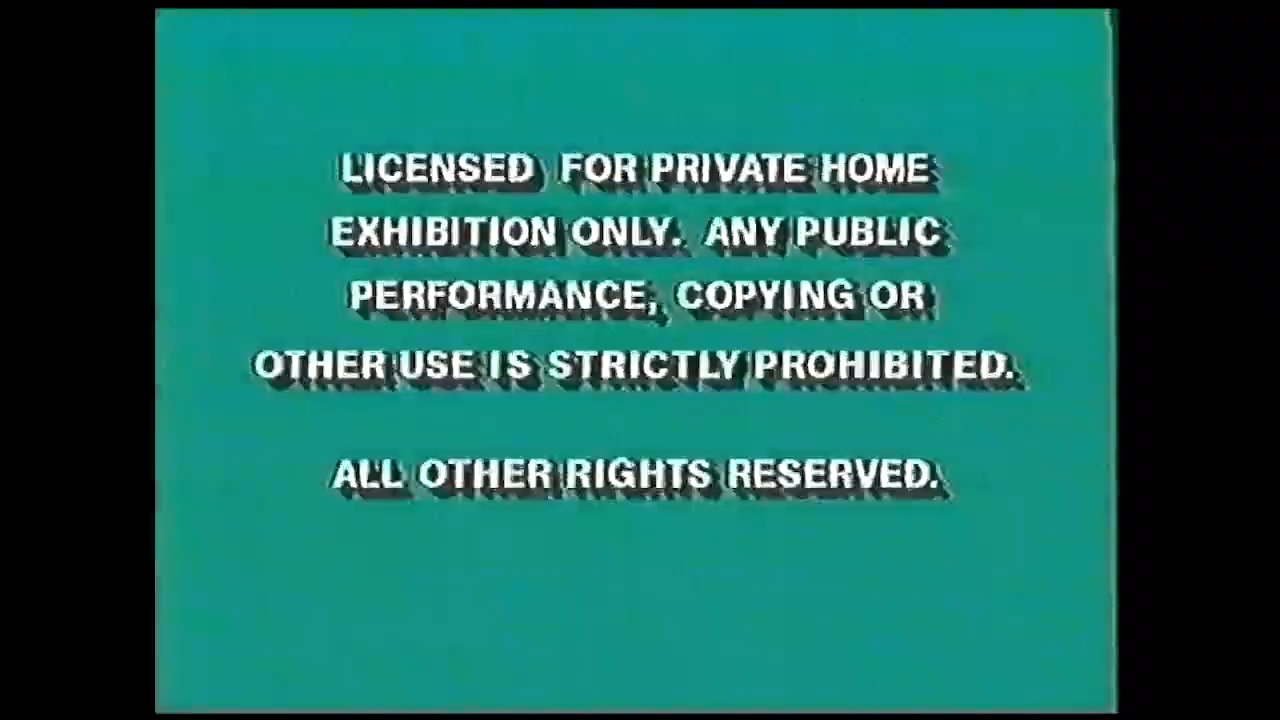 LICENSED FOR PRIVATE HOME
EXHIBITION ONLY. ANY PUBLIC
PERFORMANCE, COPYING OR
OTHER USE IS STRICTLY PROHIBITED.
ALL OTHER RIGHTS RESERVED.